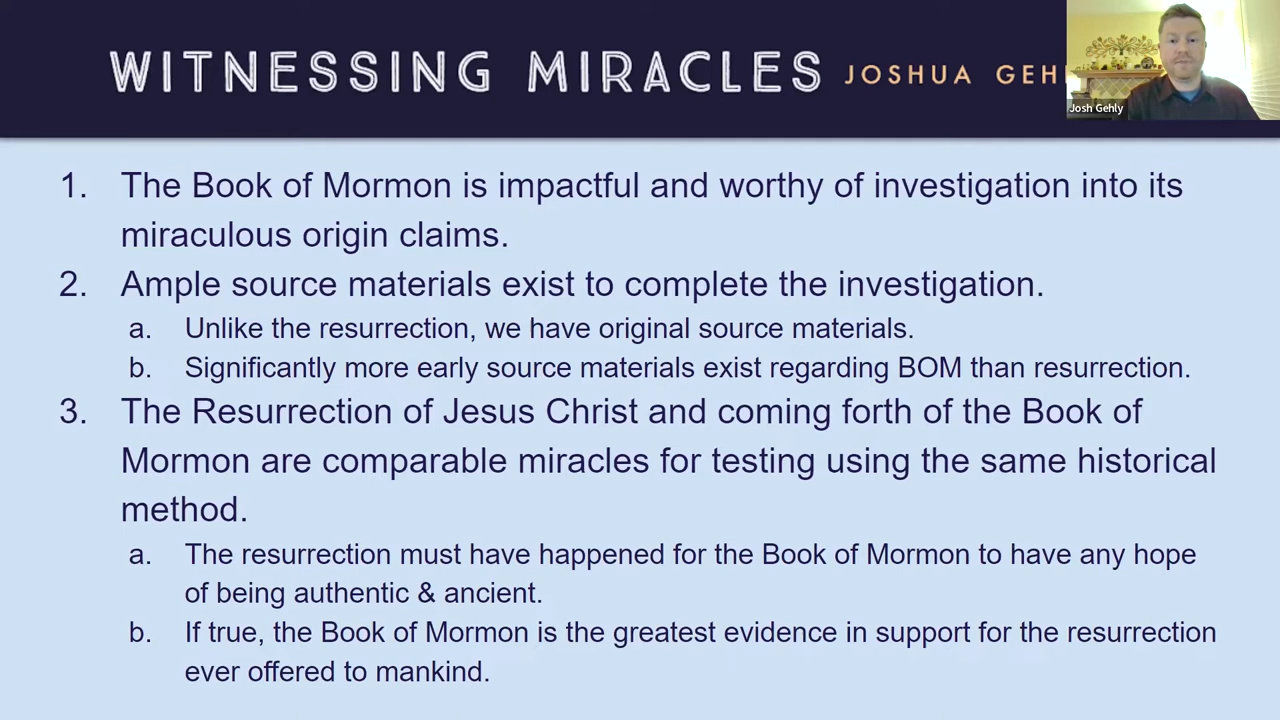 WITNESSING MIRACLES JOSHUA GEH
Josh Gehly
1. The Book of Mormon is impactful and worthy of investigation into its
miraculous origin claims.
2. Ample source materials exist to complete the investigation.
a. Unlike the resurrection, we have original source materials.
b. Significantly more early source materials exist regarding BOM than resurrection.
3. The Resurrection of Jesus Christ and coming forth of the Book of
Mormon are comparable miracles for testing using the same historical
method.
a. The resurrection must have happened for the Book of Mormon to have any hope
of being authentic & ancient.
b. If true, the Book of Mormon is the greatest evidence in support for the resurrection
ever offered to mankind.